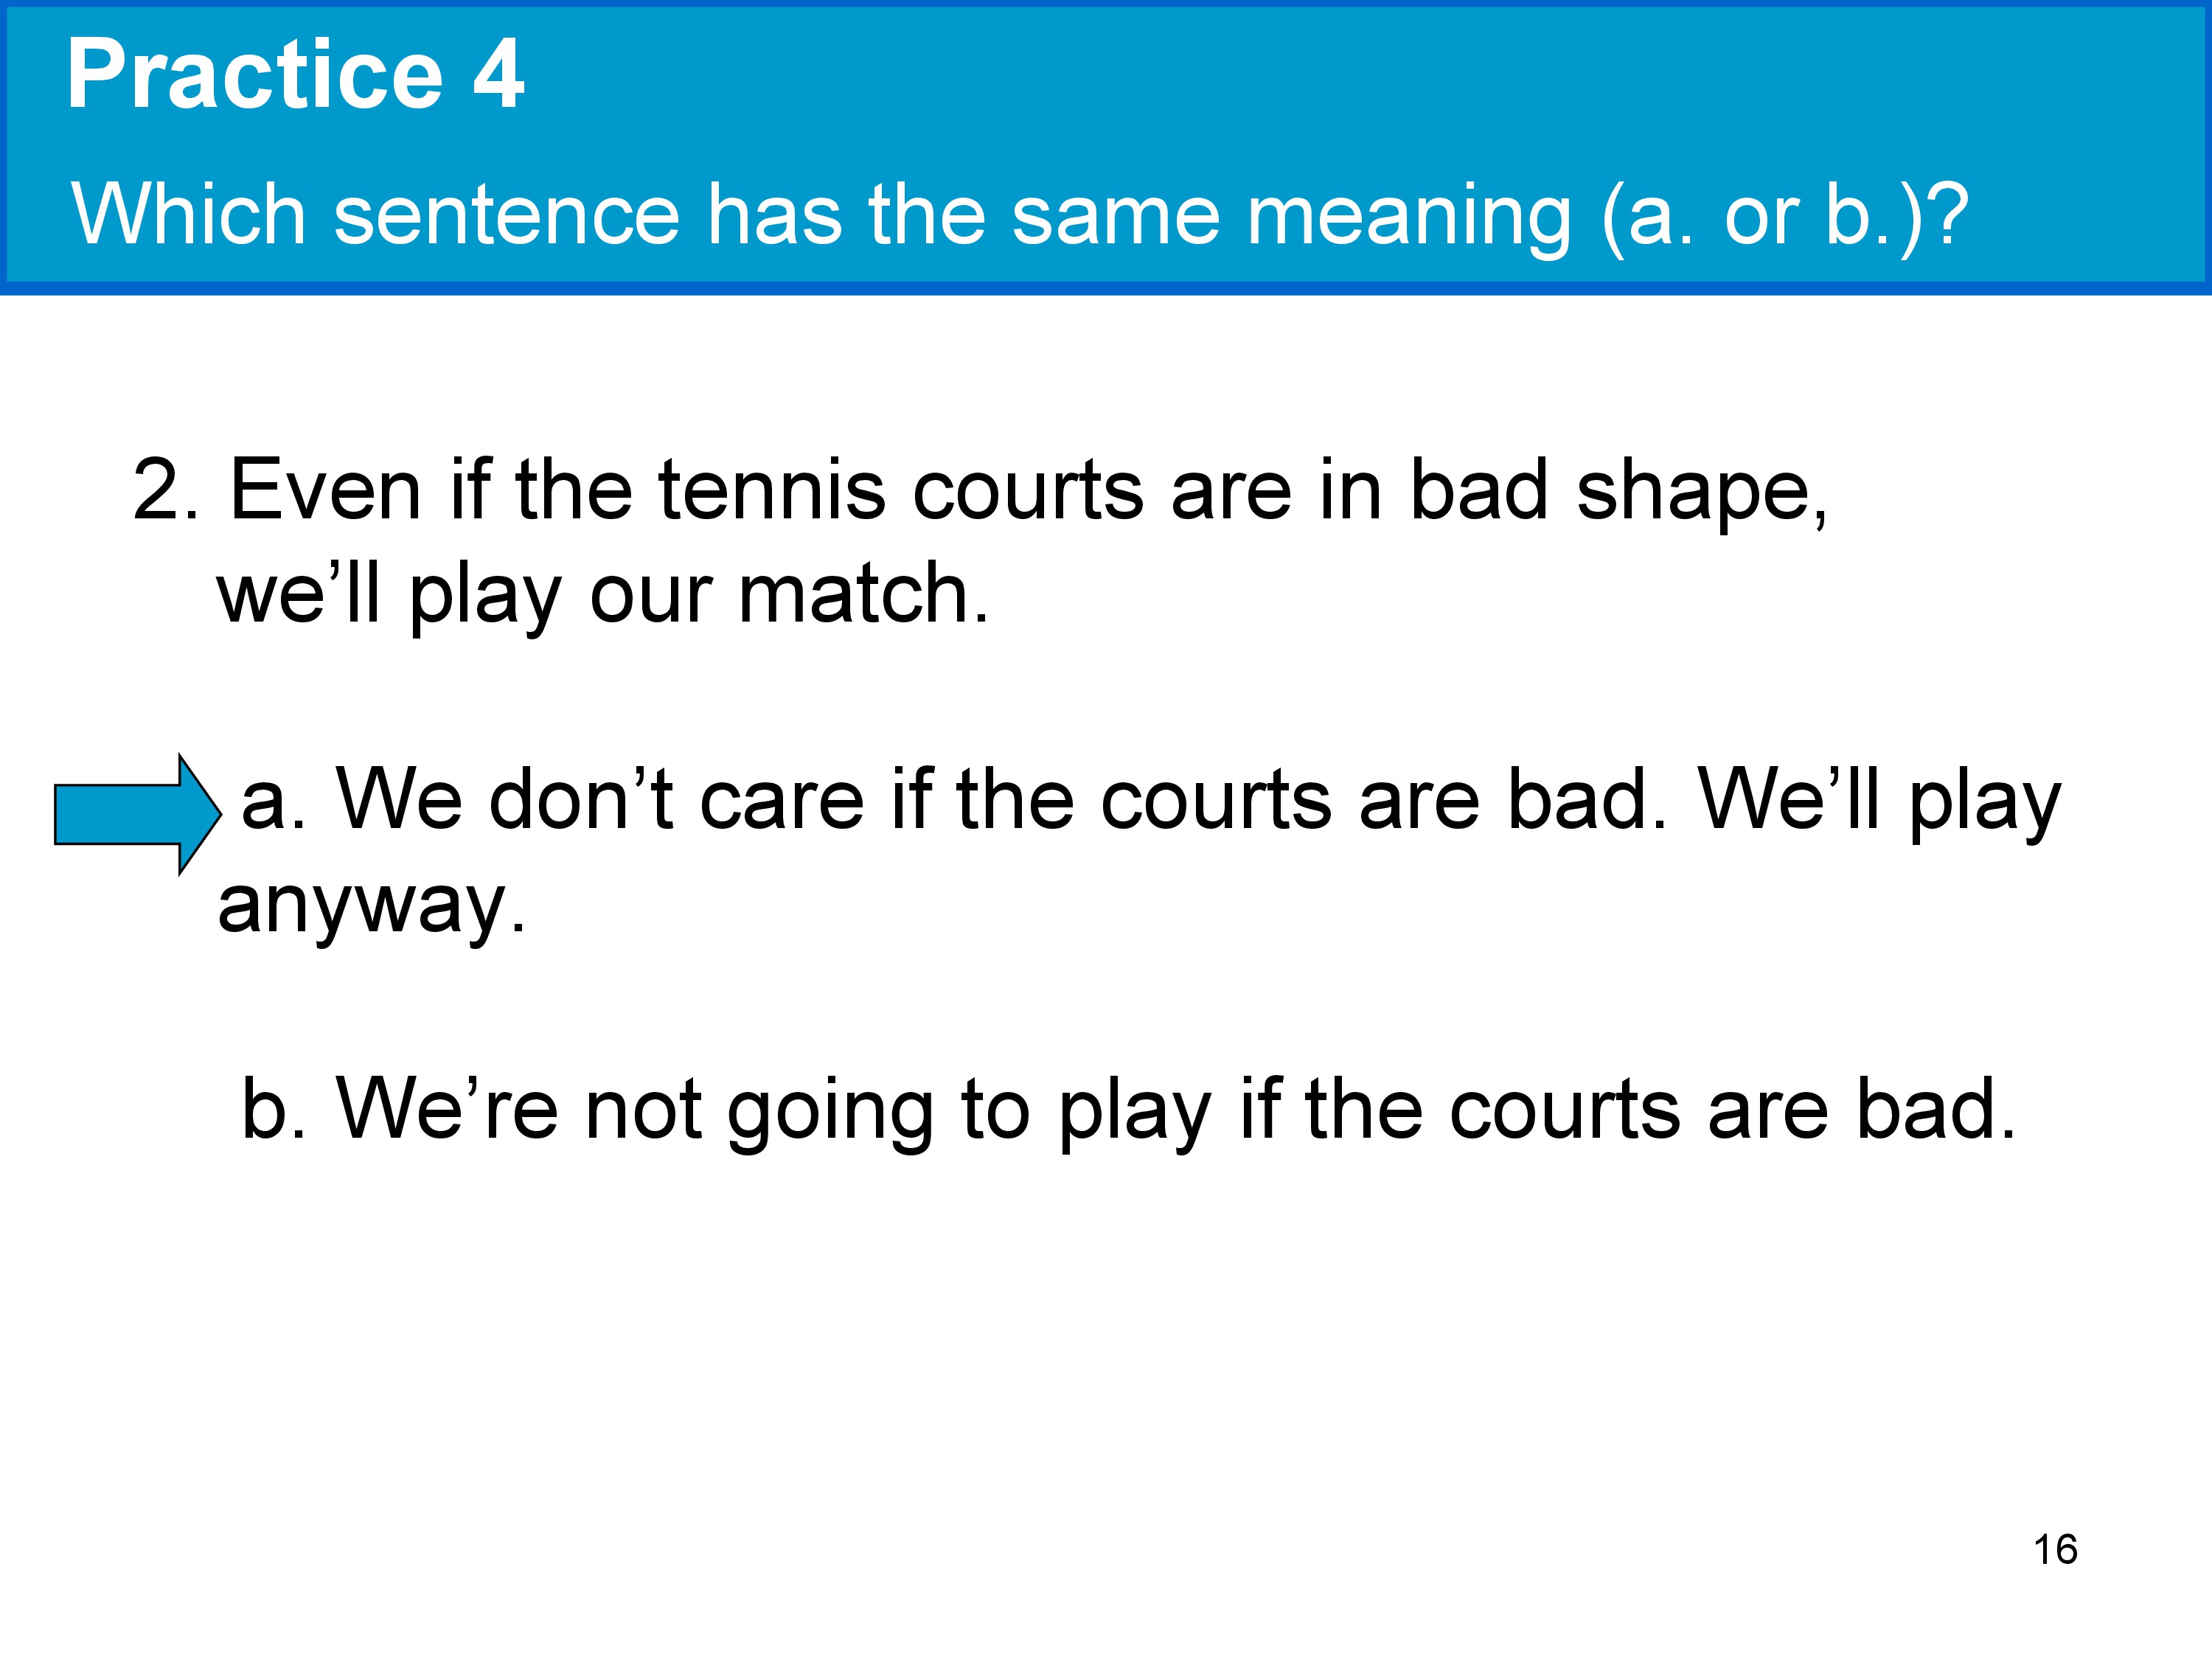 Practice 4
Which sentence has the same meaning (a. or b.)?
2. Even if the tennis courts are in bad shape,
we’ll play our match.
a. We don’t care if the courts are bad. We’ll play
anyway.
b. We’re not going to play if the courts are bad.
16